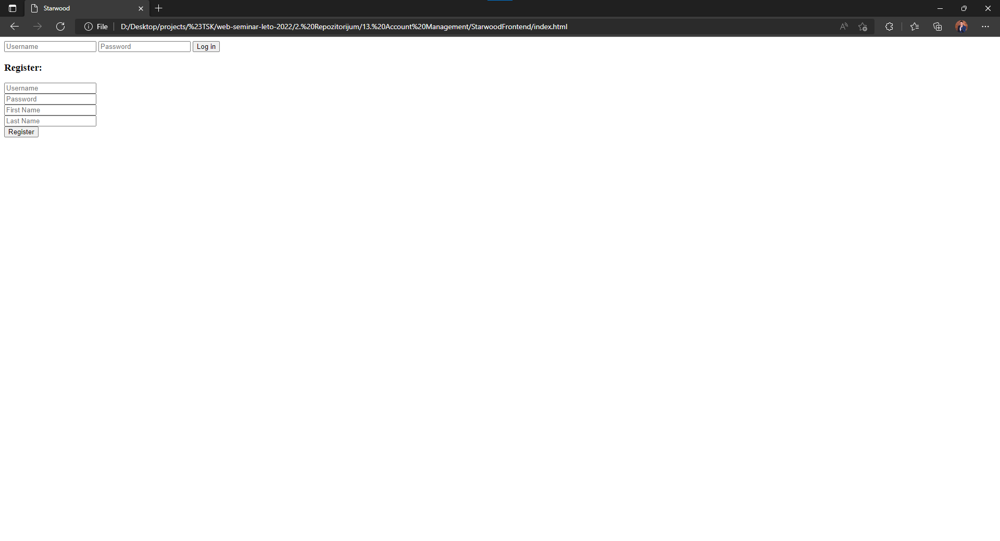 Starwood
File D:/Desktop/projects/%23TSK/web-seminar-leto-2022/2.%20Repozitorijum/13.%20Account%20Management/StarwoodFrontend/index.html
Username Password Log in
Register:
Username
Password
First Name
Last Name
Register